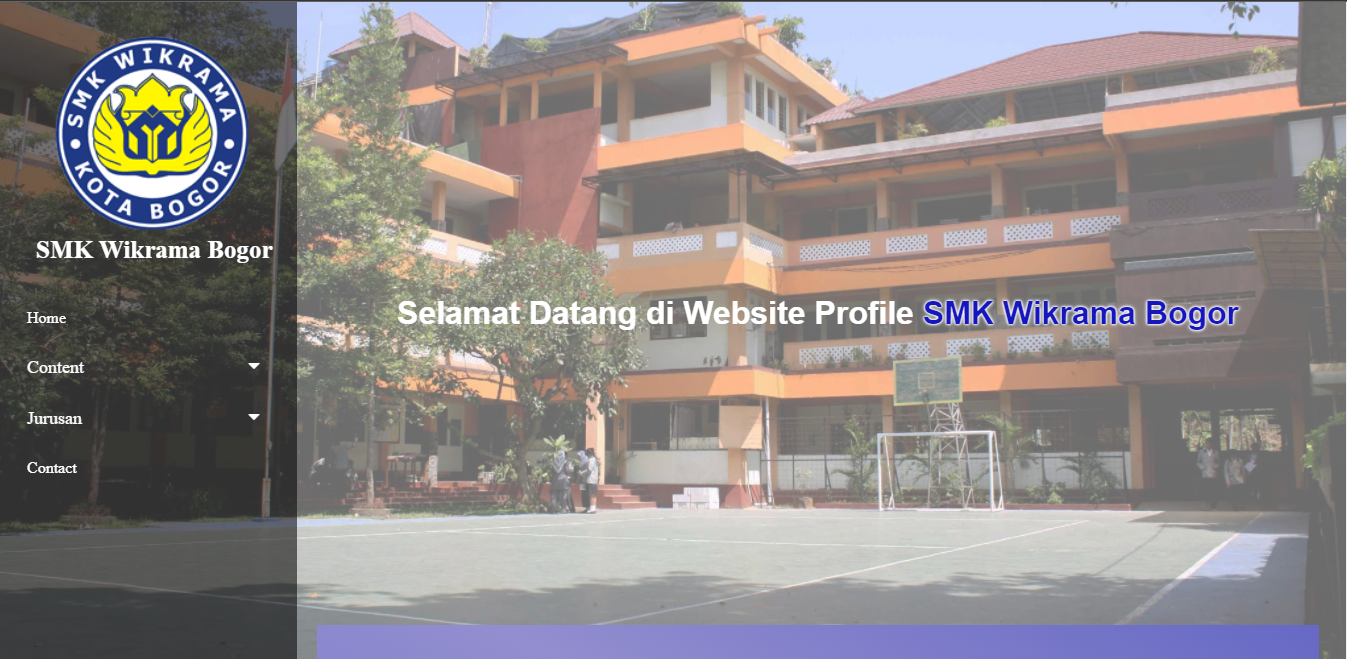 SMK WIKRAMA
KOTA BOGOR
SMK Wikrama Bogor
Home
Content
Jurusan
Contact
Selamat Datang di Website Profile SMK Wikrama Bogor